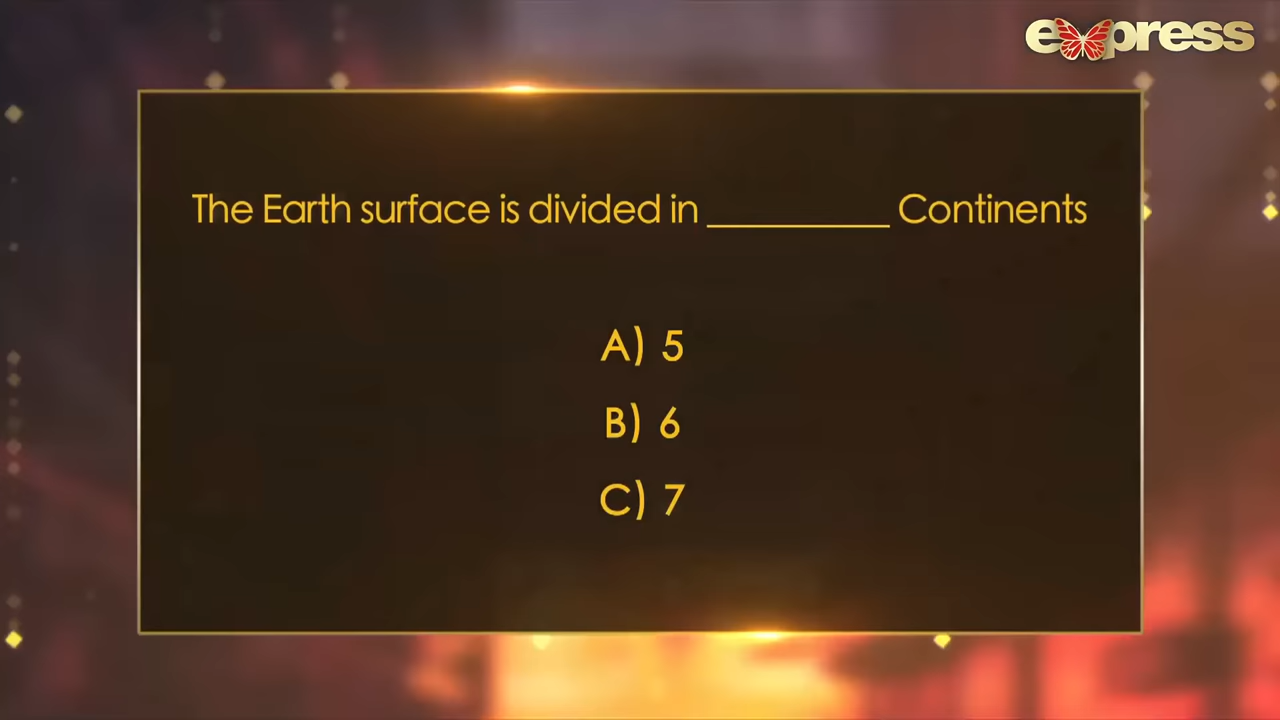 express
The Earth surface is divided in __________ Continents
A) 5
B) 6
C) 7